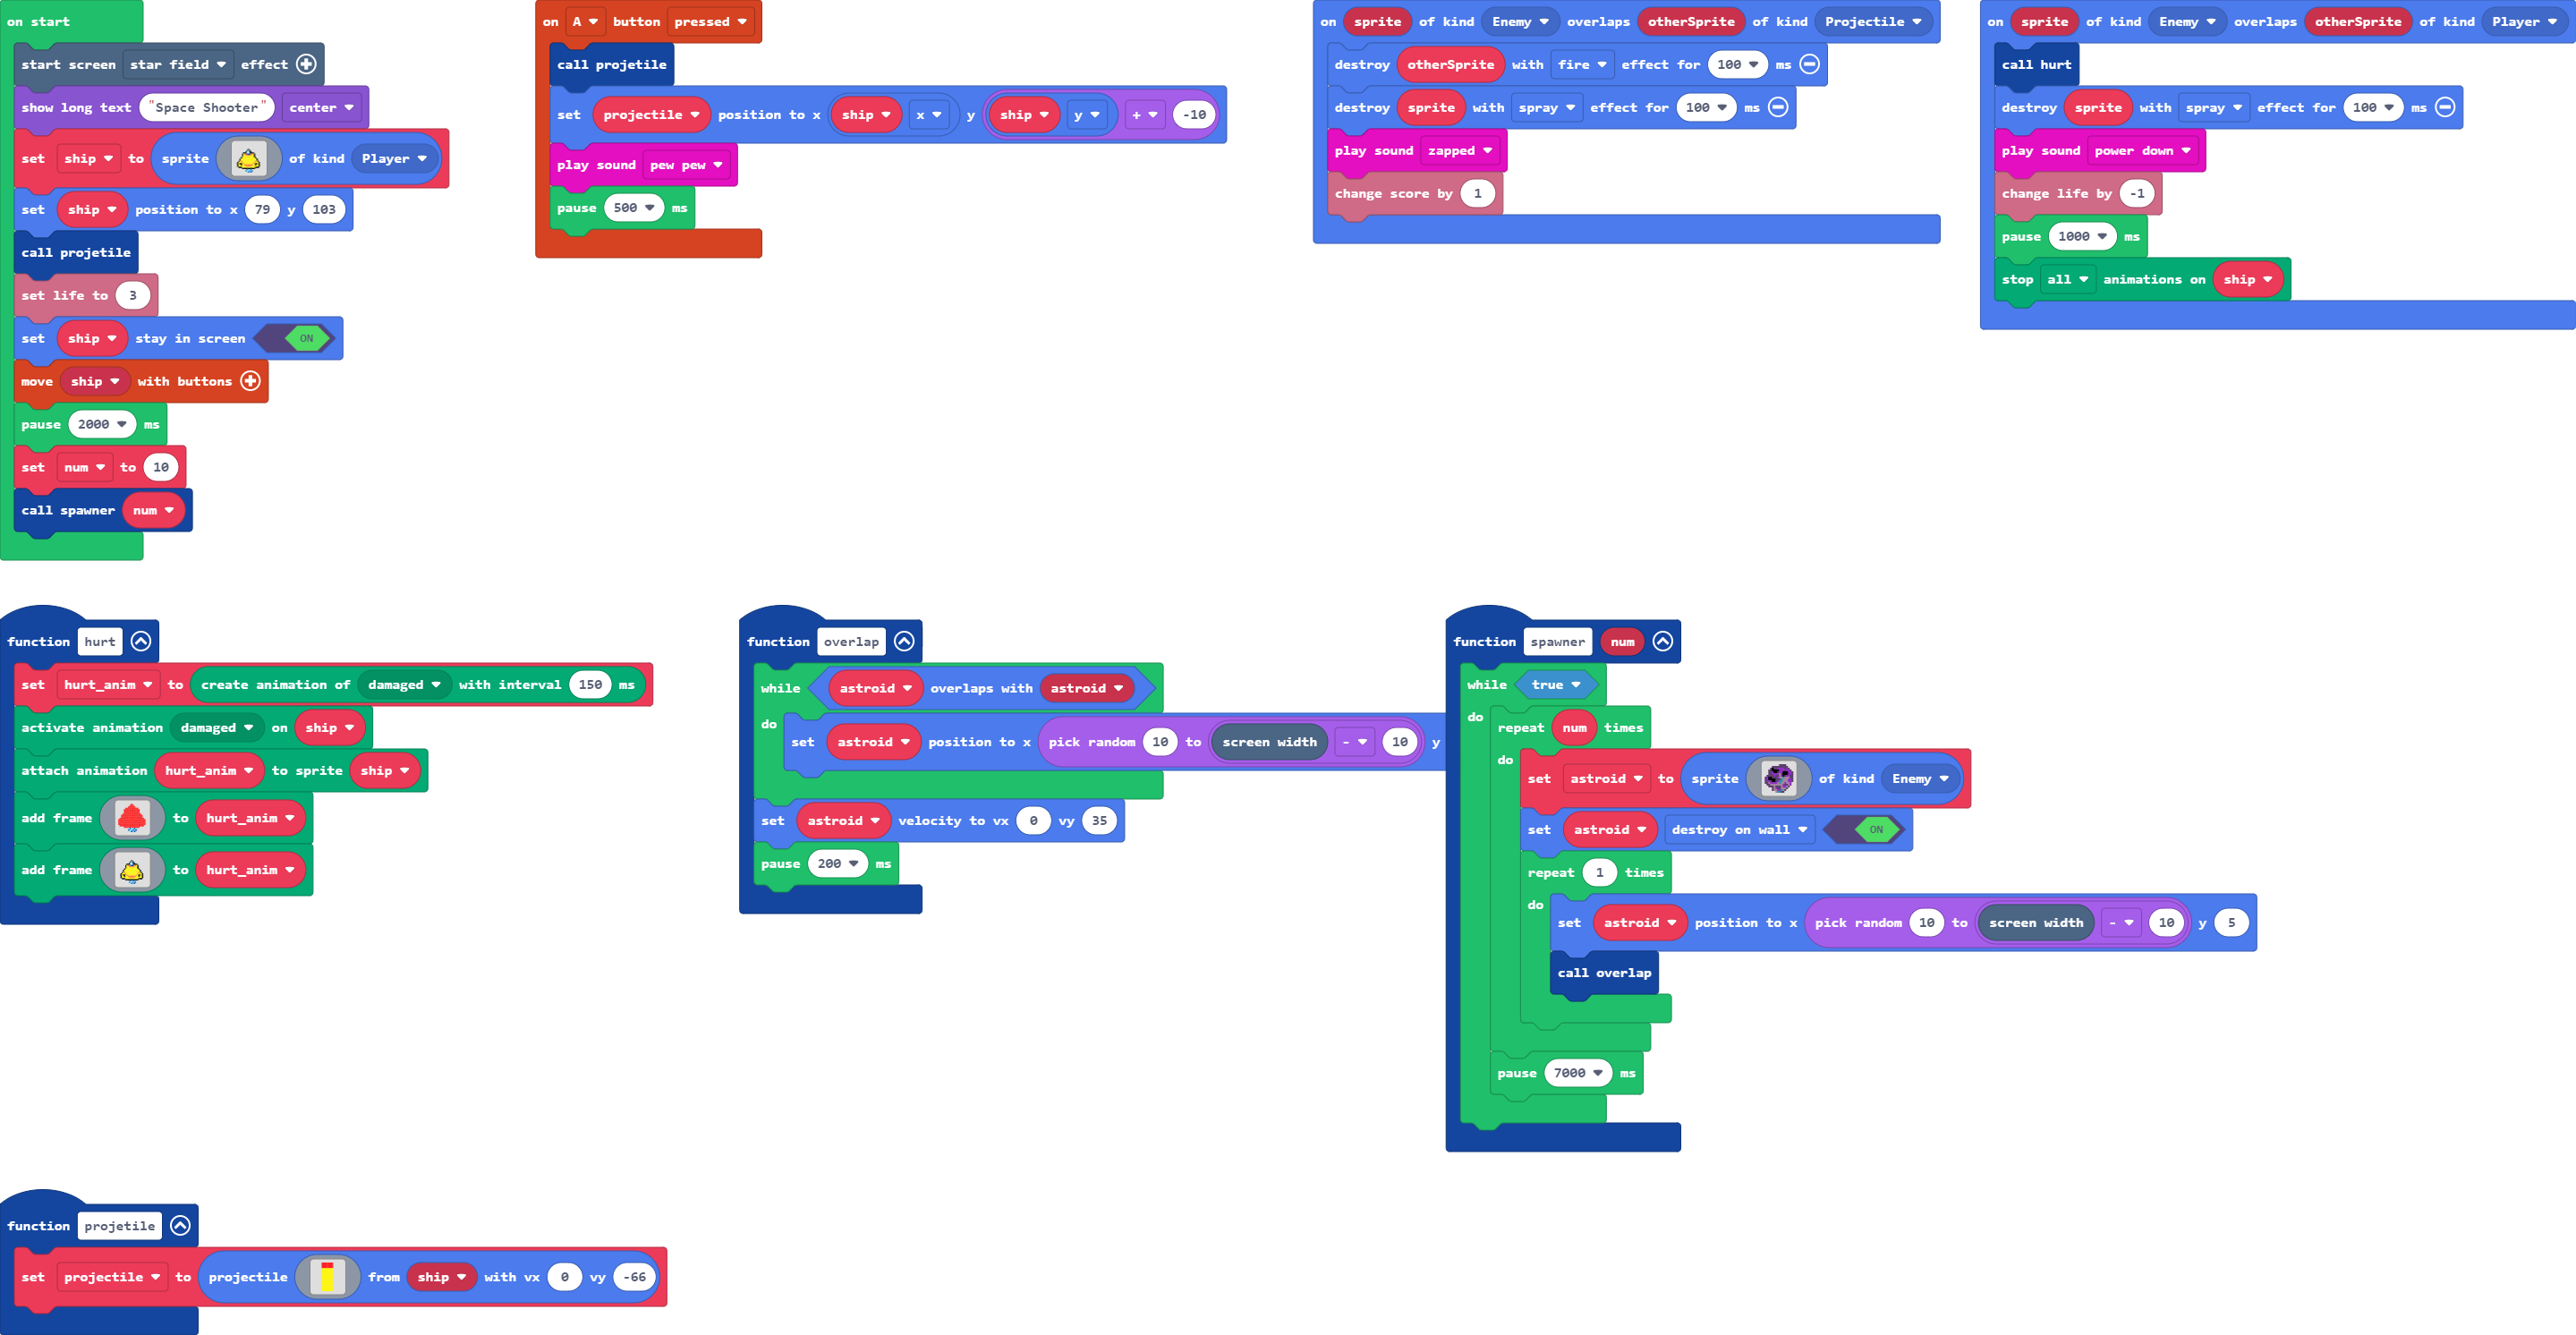 on start
start screen star field effect
show long text "Space Shooter" center
set ship to sprite of kind Player
set ship position to x 79 y 103
call projetile
set life to 3
set ship stay in screen ON
move ship with buttons
pause 2000 ms
set num to 10
call spawner num
on A button pressed
call projetile
set projectile position to x ship x y ship y + -10
play sound pew pew
pause 500 ms
on sprite of kind Enemy overlaps otherSprite of kind Projectile
destroy otherSprite with fire effect for 100 ms
destroy sprite with spray effect for 100 ms
play sound zapped
change score by 1
on sprite of kind Enemy overlaps otherSprite of kind Player
call hurt
destroy sprite with spray effect for 100 ms
play sound power down
change life by -1
pause 1000 ms
stop all animations on ship
function hurt
set hurt_anim to create animation of damaged with interval 150 ms
activate animation damaged on ship
attach animation hurt_anim to sprite ship
add frame to hurt_anim
add frame to hurt_anim
function overlap
while astroid overlaps with astroid
do
set astroid position to x pick random 10 to screen width - 10 y
set astroid velocity to vx 0 vy 35
pause 200 ms
function spawner num
while true
do
repeat num times
do
set astroid to sprite of kind Enemy
set astroid destroy on wall ON
repeat 1 times
do
set astroid position to x pick random 10 to screen width - 10 y 5
call overlap
pause 7000 ms
function projetile
set projectile to projectile from ship with vx 0 vy -66